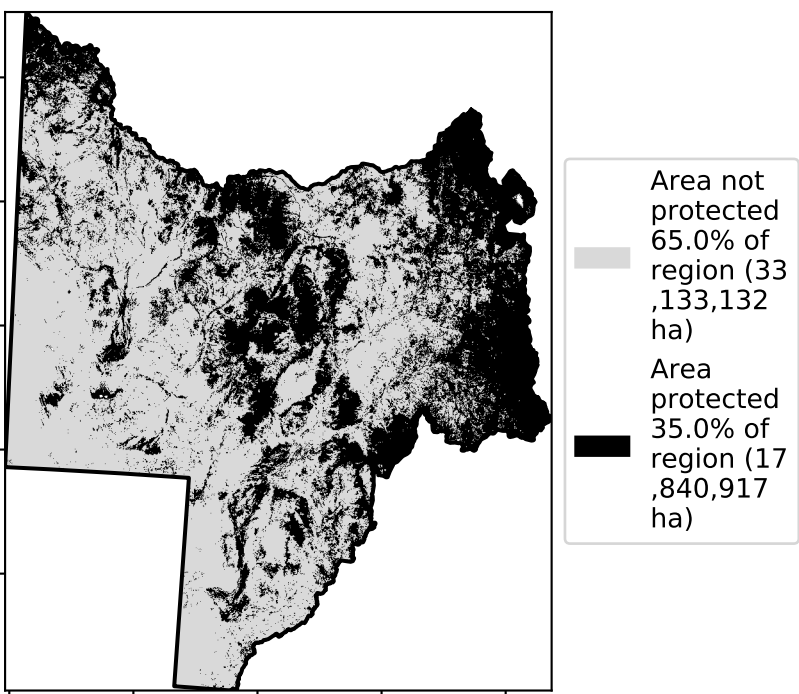 Area not
protected
65.0% of
region (33
,133,132
ha)
Area
protected
35.0% of
region (17
,840,917
ha)